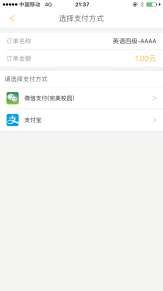 中国移动 4G 21:37
选择支付方式
订单名称 英语四级-AAAA
订单金额 1.00元
请选择支付方式
微信支付(完美校园)
支付宝